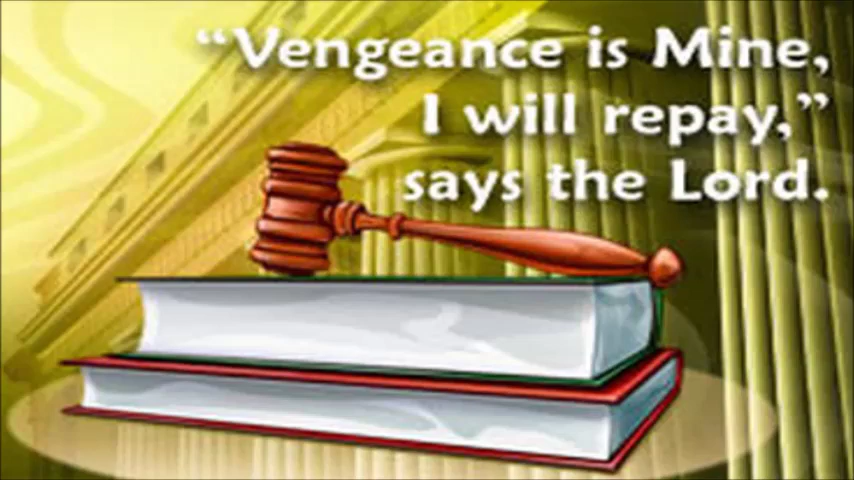 “Vengeance is Mine,
I will repay,”
says the Lord.